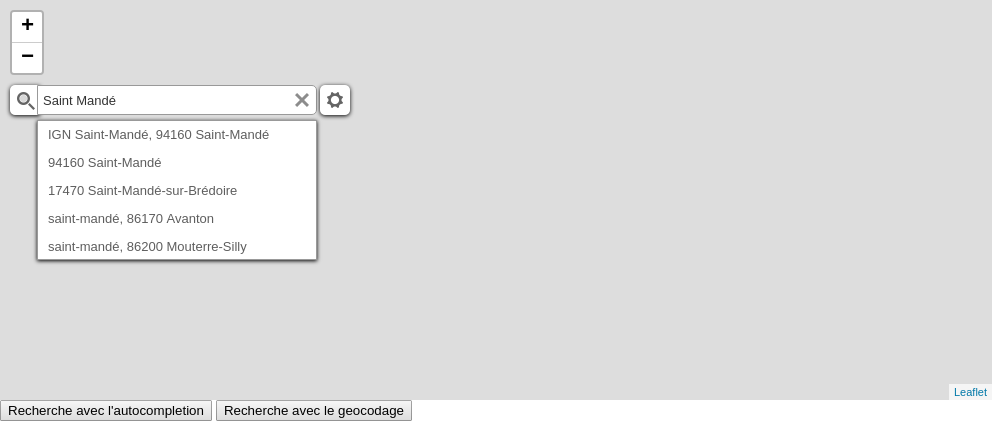 +
−
Saint Mandé
IGN Saint-Mandé, 94160 Saint-Mandé
94160 Saint-Mandé
17470 Saint-Mandé-sur-Brédoire
saint-mandé, 86170 Avanton
saint-mandé, 86200 Mouterre-Silly
Leaflet
Recherche avec l'autocompletion Recherche avec le geocodage